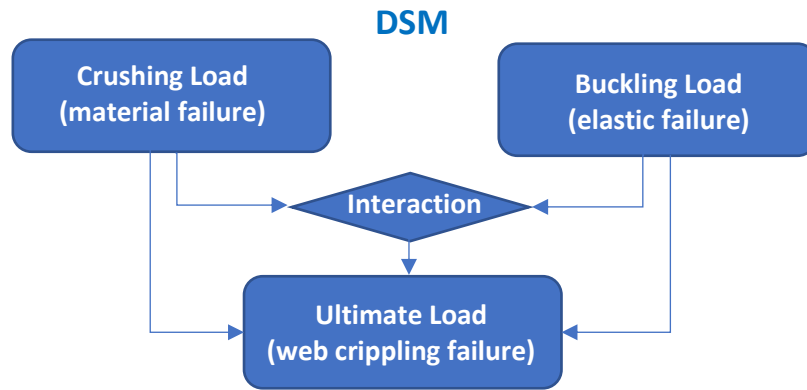 DSM
Crushing Load
(material failure)
Buckling Load
(elastic failure)
Interaction
Ultimate Load
(web crippling failure)